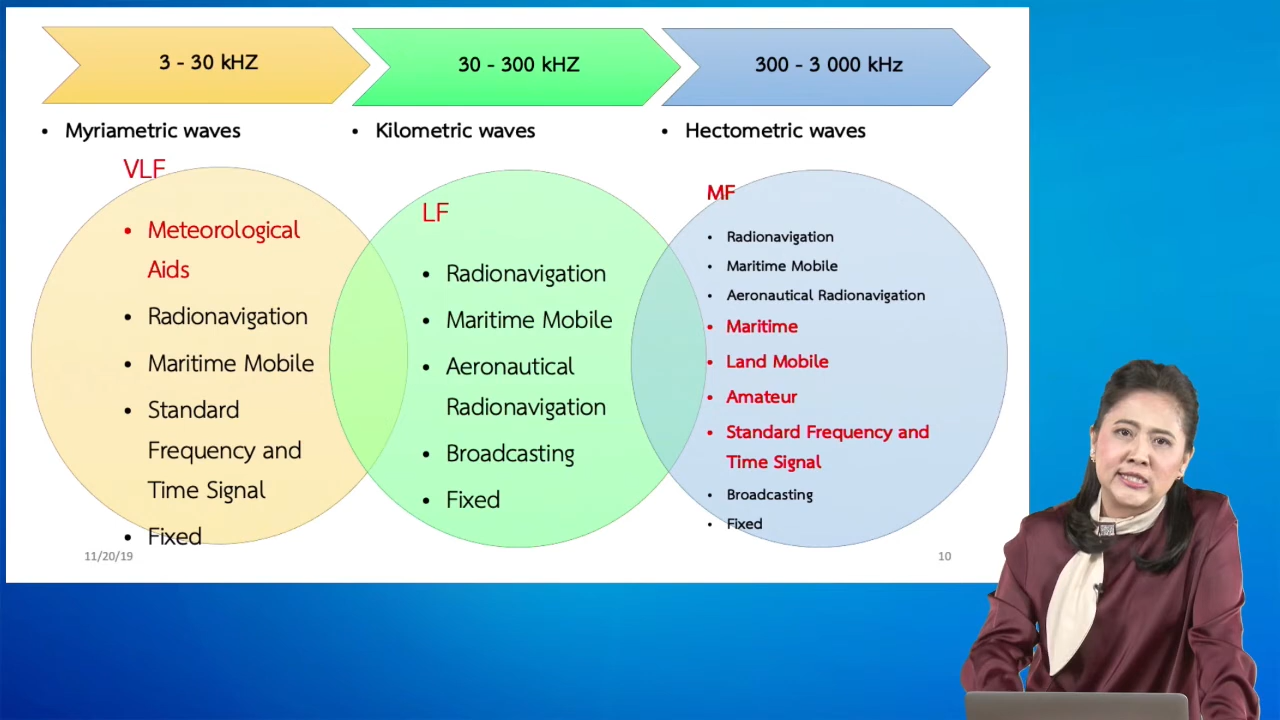 3 - 30 kHZ
30 - 300 kHZ
300 - 3 000 kHz
• Myriametric waves
• Kilometric waves
• Hectometric waves
VLF
• Meteorological
Aids
• Radionavigation
• Maritime Mobile
• Standard
Frequency and
Time Signal
• Fixed
LF
• Radionavigation
• Maritime Mobile
• Aeronautical
Radionavigation
• Broadcasting
• Fixed
MF
• Radionavigation
• Maritime Mobile
• Aeronautical Radionavigation
• Maritime
• Land Mobile
• Amateur
• Standard Frequency and
Time Signal
• Broadcasting
• Fixed
11/20/19
10